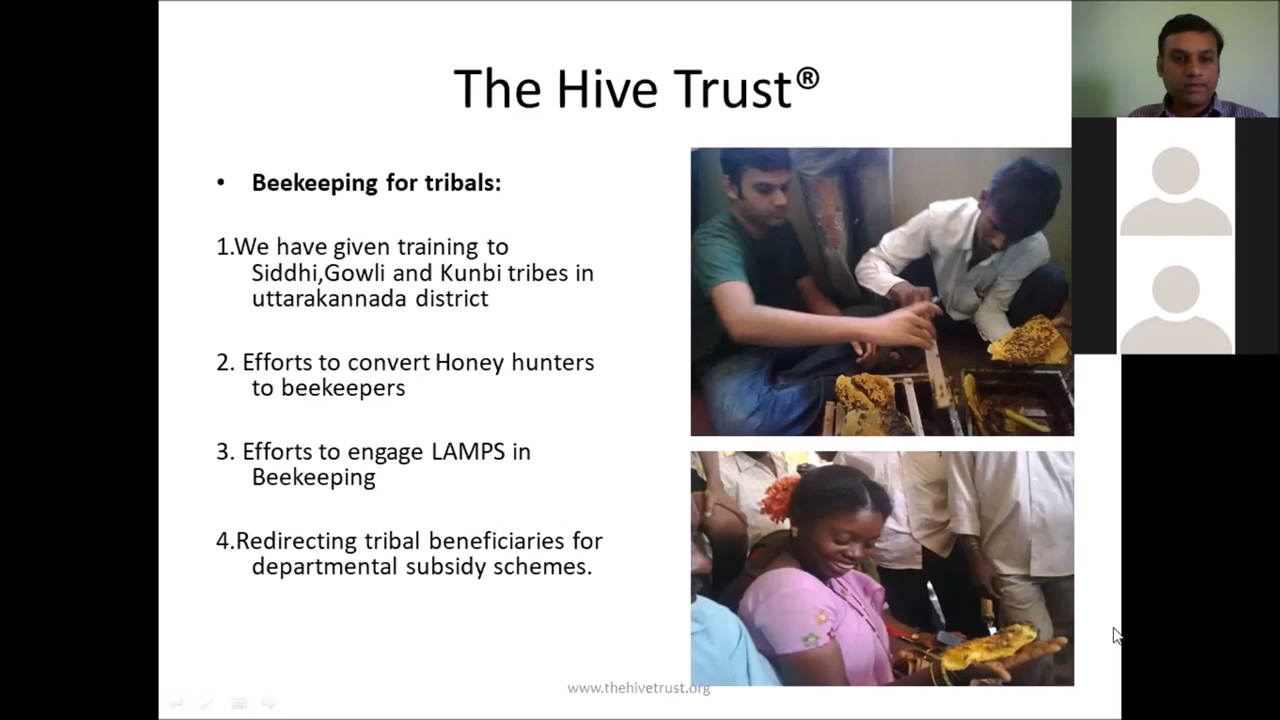 The Hive Trust®
• Beekeeping for tribals:
1.We have given training to
Siddhi,Gowli and Kunbi tribes in
uttarakannada district
2. Efforts to convert Honey hunters
to beekeepers
3. Efforts to engage LAMPS in
Beekeeping
4.Redirecting tribal beneficiaries for
departmental subsidy schemes.
www.thehivetrust.org